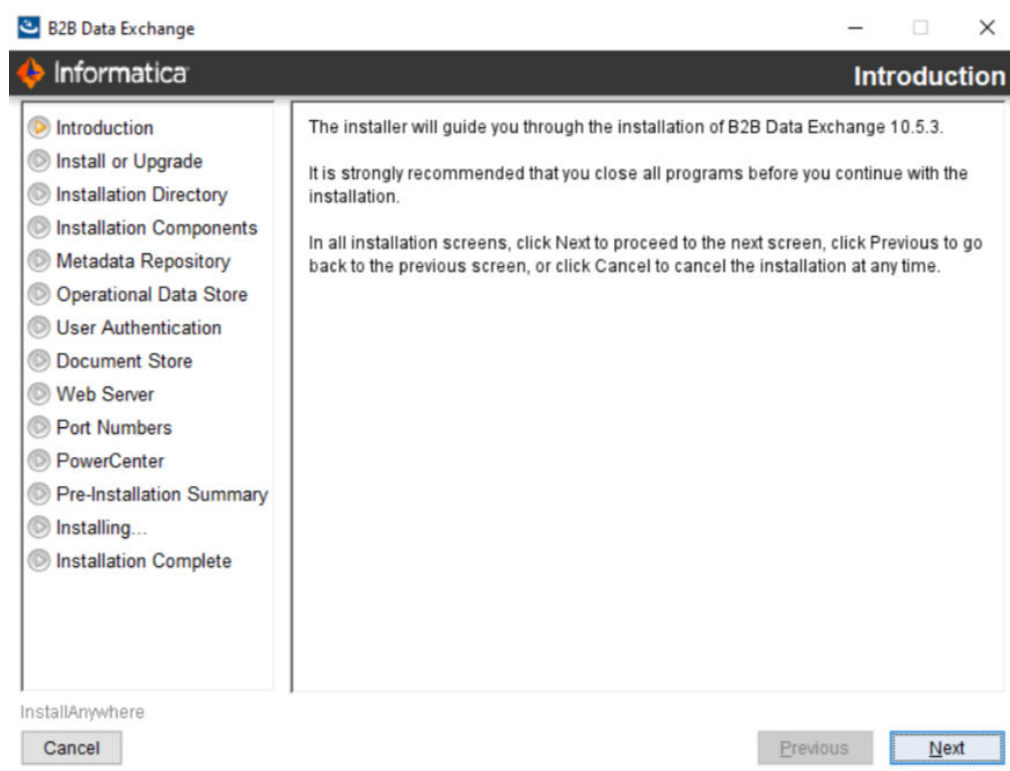 B2B Data Exchange
Informatica
Introduction
Introduction
Install or Upgrade
Installation Directory
Installation Components
Metadata Repository
Operational Data Store
User Authentication
Document Store
Web Server
Port Numbers
PowerCenter
Pre-Installation Summary
Installing...
Installation Complete
The installer will guide you through the installation of B2B Data Exchange 10.5.3.
It is strongly recommended that you close all programs before you continue with the
installation.
In all installation screens, click Next to proceed to the next screen, click Previous to go
back to the previous screen, or click Cancel to cancel the installation at any time.
InstallAnywhere
Cancel
Previous
Next